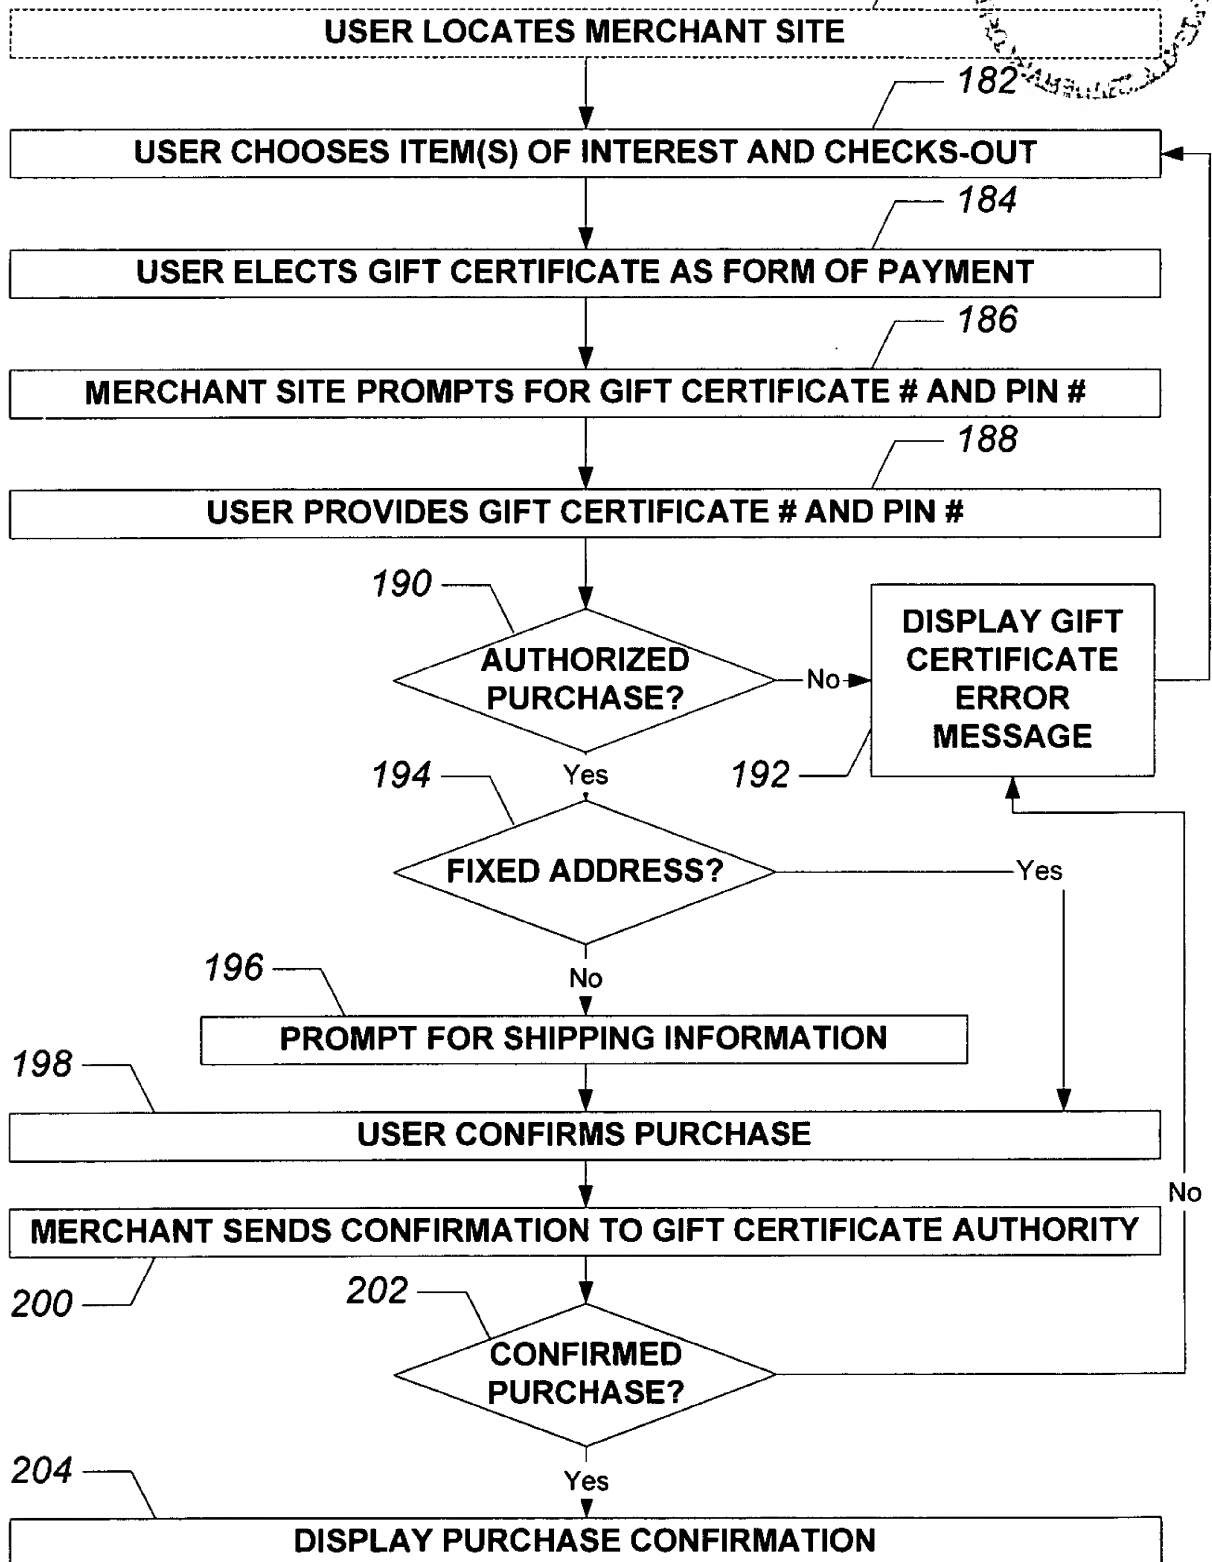 USER LOCATES MERCHANT SITE
182
USER CHOOSES ITEM(S) OF INTEREST AND CHECKS-OUT
184
USER ELECTS GIFT CERTIFICATE AS FORM OF PAYMENT
186
MERCHANT SITE PROMPTS FOR GIFT CERTIFICATE # AND PIN #
188
USER PROVIDES GIFT CERTIFICATE # AND PIN #
190
AUTHORIZED
PURCHASE?
No
DISPLAY GIFT
CERTIFICATE
ERROR
MESSAGE
192
Yes
194
FIXED ADDRESS?
Yes
No
196
PROMPT FOR SHIPPING INFORMATION
198
USER CONFIRMS PURCHASE
No
MERCHANT SENDS CONFIRMATION TO GIFT CERTIFICATE AUTHORITY
200
202
CONFIRMED
PURCHASE?
Yes
204
DISPLAY PURCHASE CONFIRMATION